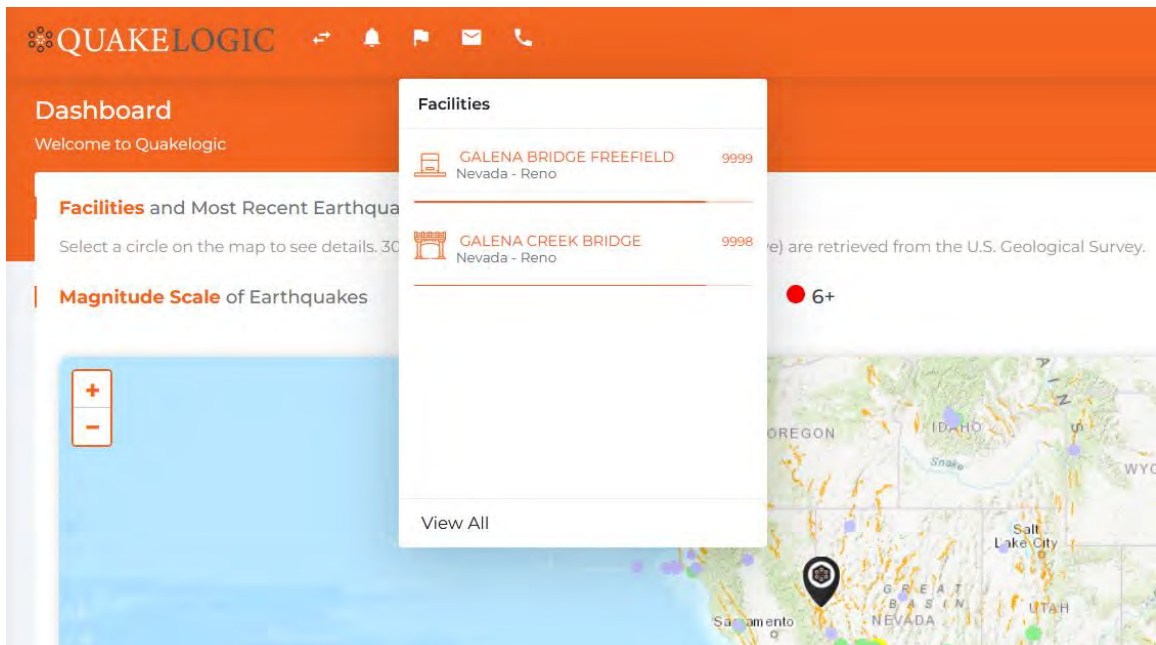 QUAKELOGIC
Dashboard
Welcome to Quakelogic
Facilities
GALENA BRIDGE FREEFIELD 9999
Nevada - Reno
GALENA CREEK BRIDGE 9998
Nevada - Reno
View All
Facilities and Most Recent Earthqua
Select a circle on the map to see details. 30 e) are retrieved from the U.S. Geological Survey.
Magnitude Scale of Earthquakes 6+
+
-
OREGON
IDAHO
Snake
WYO
Salt
Lake City
GREAT
BASIN
NEVADA
UTAH
Sacramento